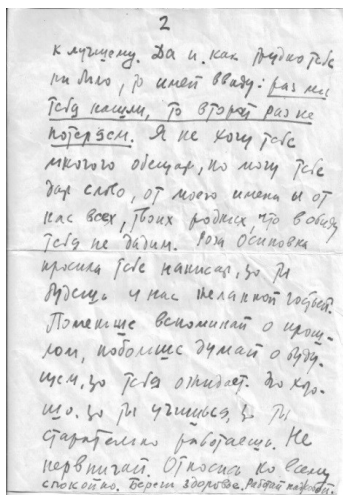 2
к лучшему. Да и как трудно тебе
ни было, то имей ввиду: раз мы
тебя нашли, то второй раз не
потеряем. Я не хочу тебе
многого обещать, но могу тебе
дать слово, от моего имени и от
нас всех, твоих родных, что в обиду
тебя не дадим. Роза Осиповна
просила тебе написать, что ты
будешь у нас желанной гостьей.
Поменьше вспоминай о прош-
лом, побольше думай о буду-
щем, что тебя ожидает. Это хоро-
шо, что ты учишься, что ты
старательно работаешь. Не
нервничай. Относись ко всему
спокойно. Береги здоровье. Работай